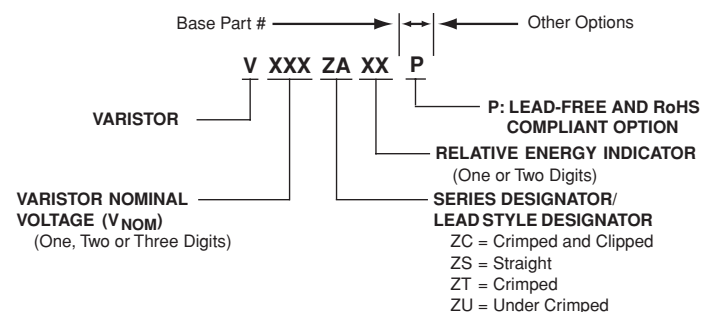 Base Part #
Other Options
V XXX ZA XX P
VARISTOR
P: LEAD-FREE AND RoHS
COMPLIANT OPTION
RELATIVE ENERGY INDICATOR
(One or Two Digits)
VARISTOR NOMINAL
VOLTAGE (VNOM)
(One, Two or Three Digits)
SERIES DESIGNATOR/
LEAD STYLE DESIGNATOR
ZC = Crimped and Clipped
ZS = Straight
ZT = Crimped
ZU = Under Crimped